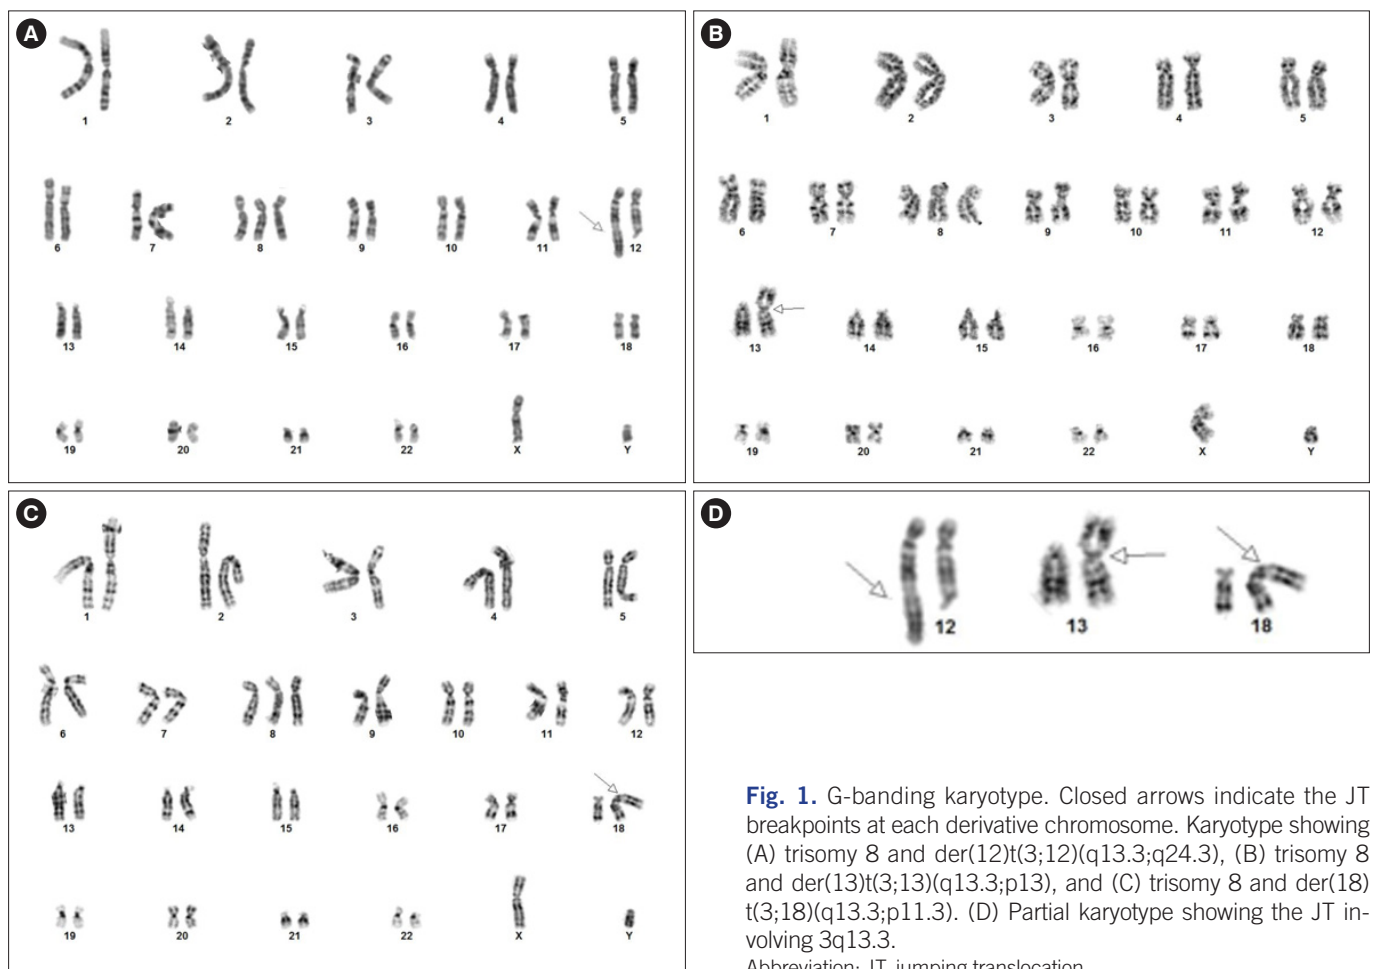 A
1 2 3 4 5
6 7 8 9 10 11 12
13 14 15 16 17 18
19 20 21 22 X Y
B
1 2 3 4 5
6 7 8 9 10 11 12
13 14 15 16 17 18
19 20 21 22 X Y
C
1 2 3 4 5
6 7 8 9 10 11 12
13 14 15 16 17 18
19 20 21 22 X Y
D
12 13 18
Fig. 1. G-banding karyotype. Closed arrows indicate the JT
breakpoints at each derivative chromosome. Karyotype showing
(A) trisomy 8 and der(12)t(3;12)(q13.3;q24.3), (B) trisomy 8
and der(13)t(3;13)(q13.3;p13), and (C) trisomy 8 and der(18)
t(3;18)(q13.3;p11.3). (D) Partial karyotype showing the JT in-
volving 3q13.3.
Abbreviation: JT, jumping translocation